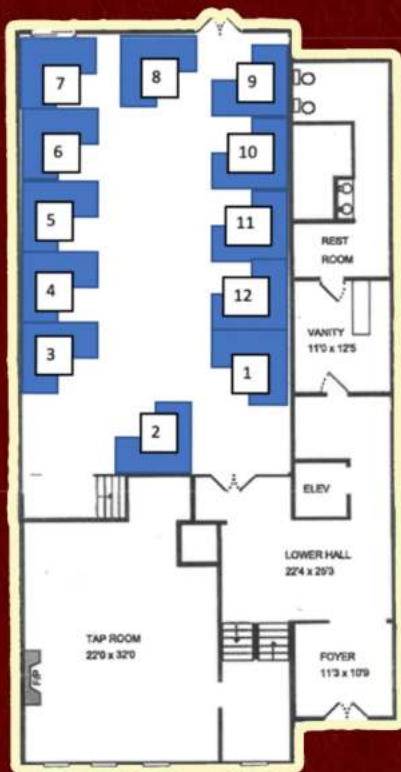 7
8
9
6
10
5
11
REST
ROOM
4
12
VANITY
11'0 x 12'5
3
1
2
ELEV
LOWER HALL
22'4 x 25'3
TAP ROOM
22'0 x 32'0
F/P
FOYER
11'3 x 10'9